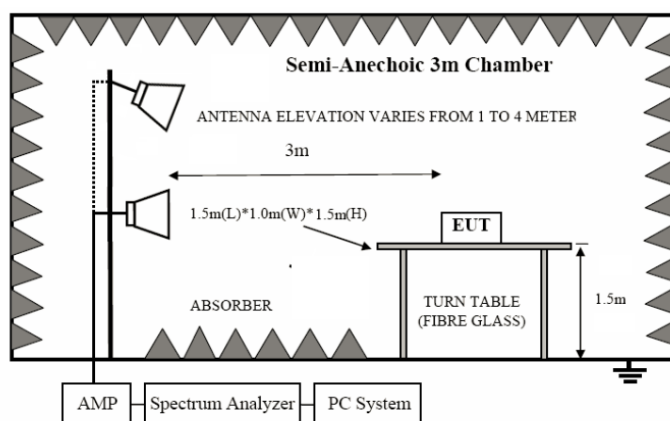 Semi-Anechoic 3m Chamber
ANTENNA ELEVATION VARIES FROM 1 TO 4 METER
3m
1.5m(L)*1.0m(W)*1.5m(H)
EUT
ABSORBER
TURN TABLE
(FIBRE GLASS)
1.5m
AMP
Spectrum Analyzer
PC System